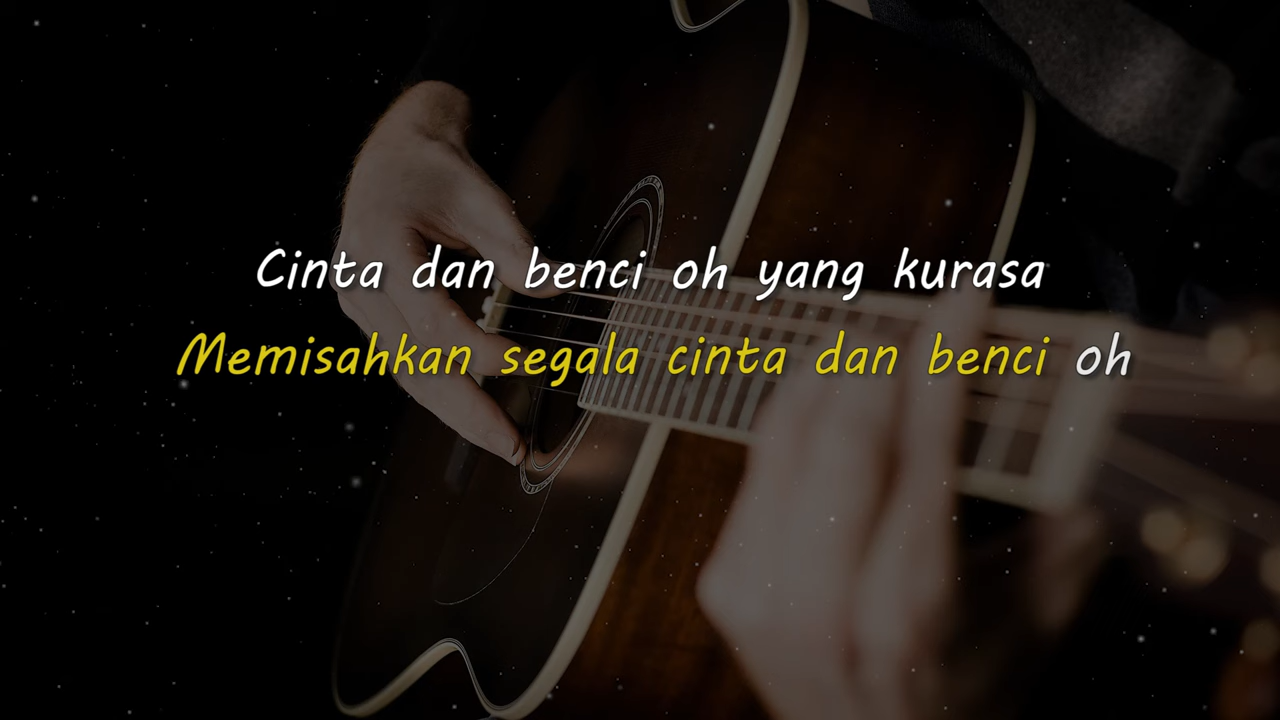 Cinta dan benci oh yang kurasa
Memisahkan segala cinta dan benci oh